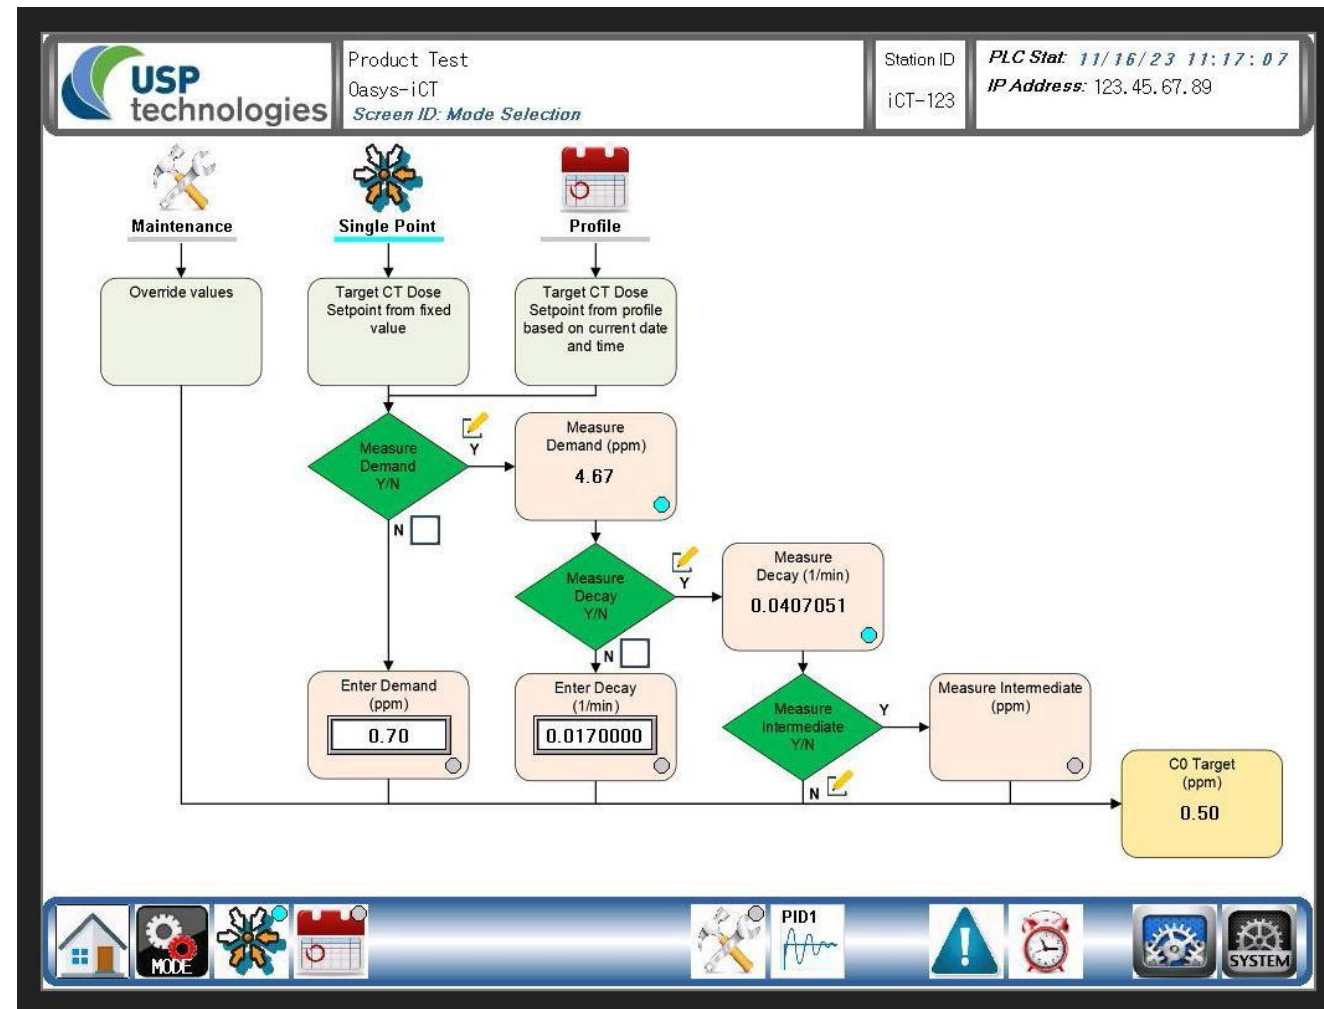 USP
technologies
Product Test
Oasys-iCT
Screen ID: Mode Selection
Station ID
iCT-123
PLC Stat: 11/16/23 11:17:07
IP Address: 123.45.67.89
Maintenance
Single Point
Profile
Override values
Target CT Dose
Setpoint from fixed
value
Target CT Dose
Setpoint from profile
based on current date
and time
Measure
Demand
Y/N
Y
N
Measure
Demand (ppm)
4.67
Measure
Decay
Y/N
Y
N
Measure
Decay (1/min)
0.0407051
Enter Demand
(ppm)
0.70
Enter Decay
(1/min)
0.0170000
Measure
Intermediate
Y/N
Y
N
Measure Intermediate
(ppm)
C0 Target
(ppm)
0.50
MODE
PID1
SYSTEM